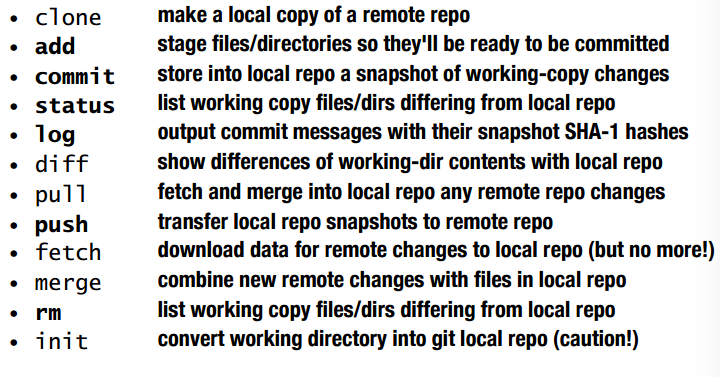 • clone make a local copy of a remote repo
• add stage files/directories so they'll be ready to be committed
• commit store into local repo a snapshot of working-copy changes
• status list working copy files/dirs differing from local repo
• log output commit messages with their snapshot SHA-1 hashes
• diff show differences of working-dir contents with local repo
• pull fetch and merge into local repo any remote repo changes
• push transfer local repo snapshots to remote repo
• fetch download data for remote changes to local repo (but no more!)
• merge combine new remote changes with files in local repo
• rm list working copy files/dirs differing from local repo
• init convert working directory into git local repo (caution!)